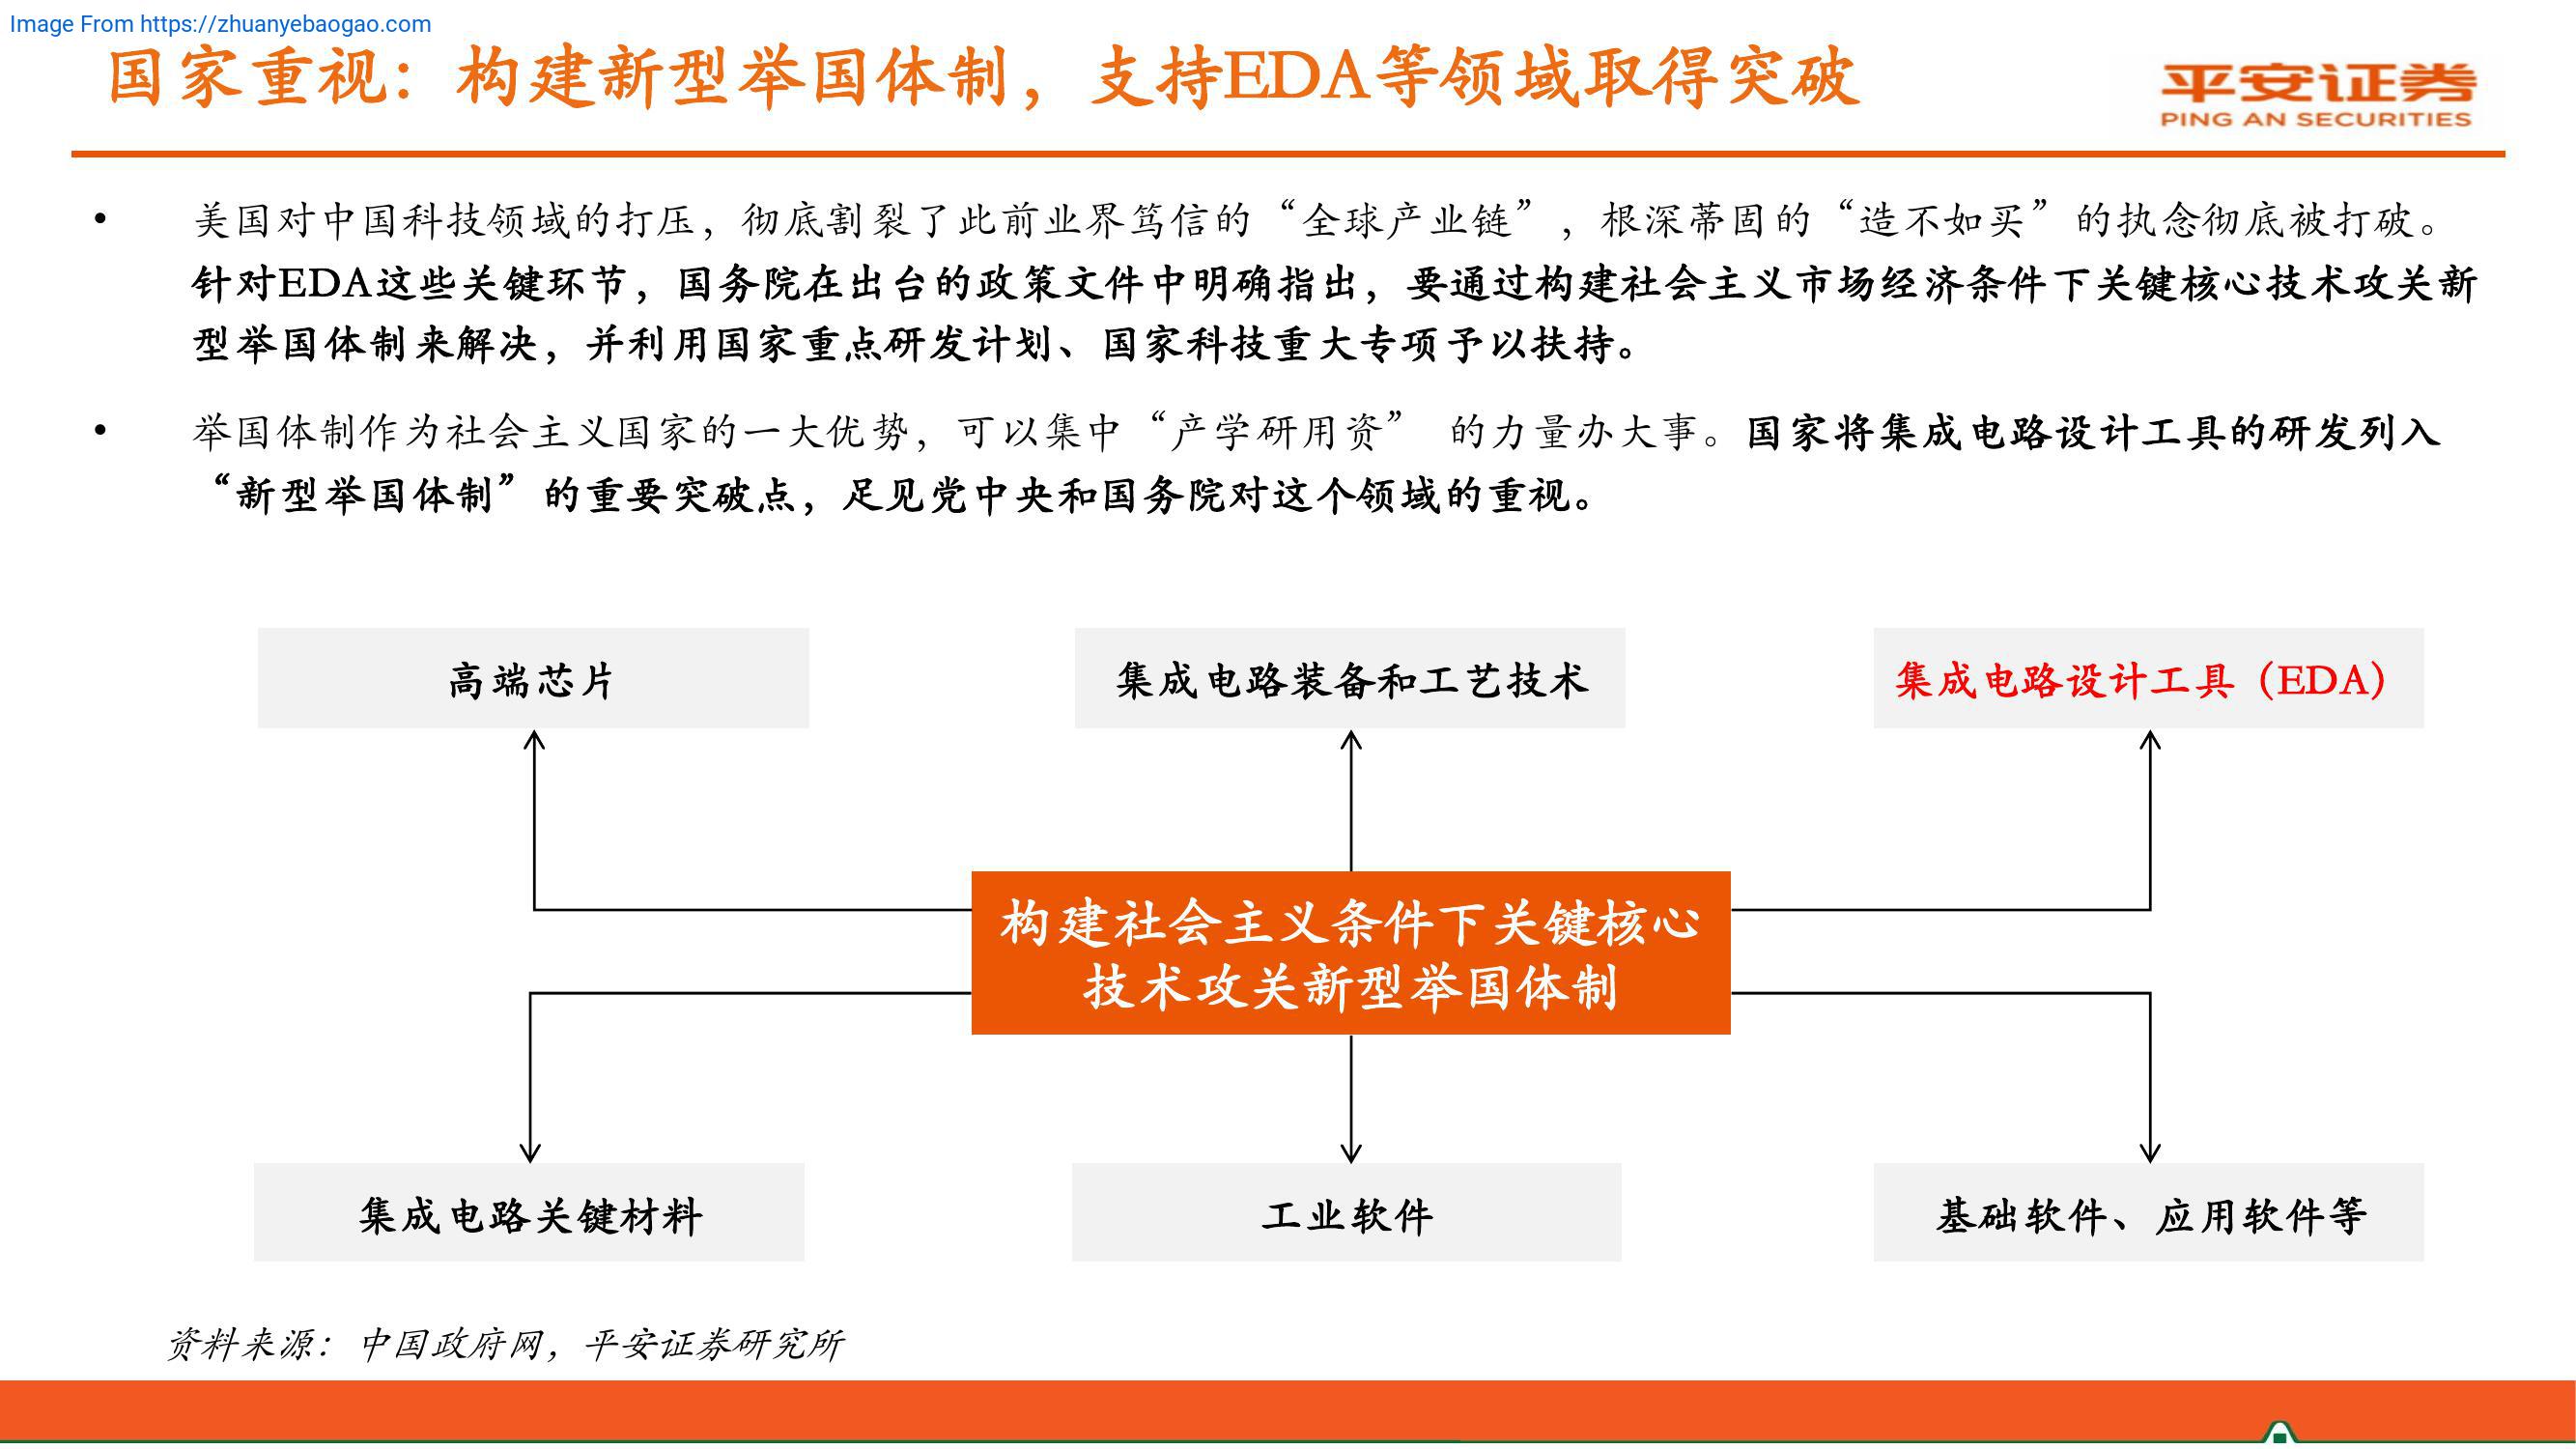 Image From https://zhuanyebaogao.com
国家重视：构建新型举国体制，支持EDA等领域取得突破
平安证券
PING AN SECURITIES
• 美国对中国科技领域的打压，彻底割裂了此前业界笃信的“全球产业链”，根深蒂固的“造不如买”的执念彻底被打破。
针对EDA这些关键环节，国务院在出台的政策文件中明确指出，要通过构建社会主义市场经济条件下关键核心技术攻关新
型举国体制来解决，并利用国家重点研发计划、国家科技重大专项予以扶持。
• 举国体制作为社会主义国家的一大优势，可以集中“产学研用资” 的力量办大事。国家将集成电路设计工具的研发列入
“新型举国体制”的重要突破点，足见党中央和国务院对这个领域的重视。
高端芯片
集成电路装备和工艺技术
集成电路设计工具（EDA）
构建社会主义条件下关键核心
技术攻关新型举国体制
集成电路关键材料
工业软件
基础软件、应用软件等
资料来源：中国政府网，平安证券研究所